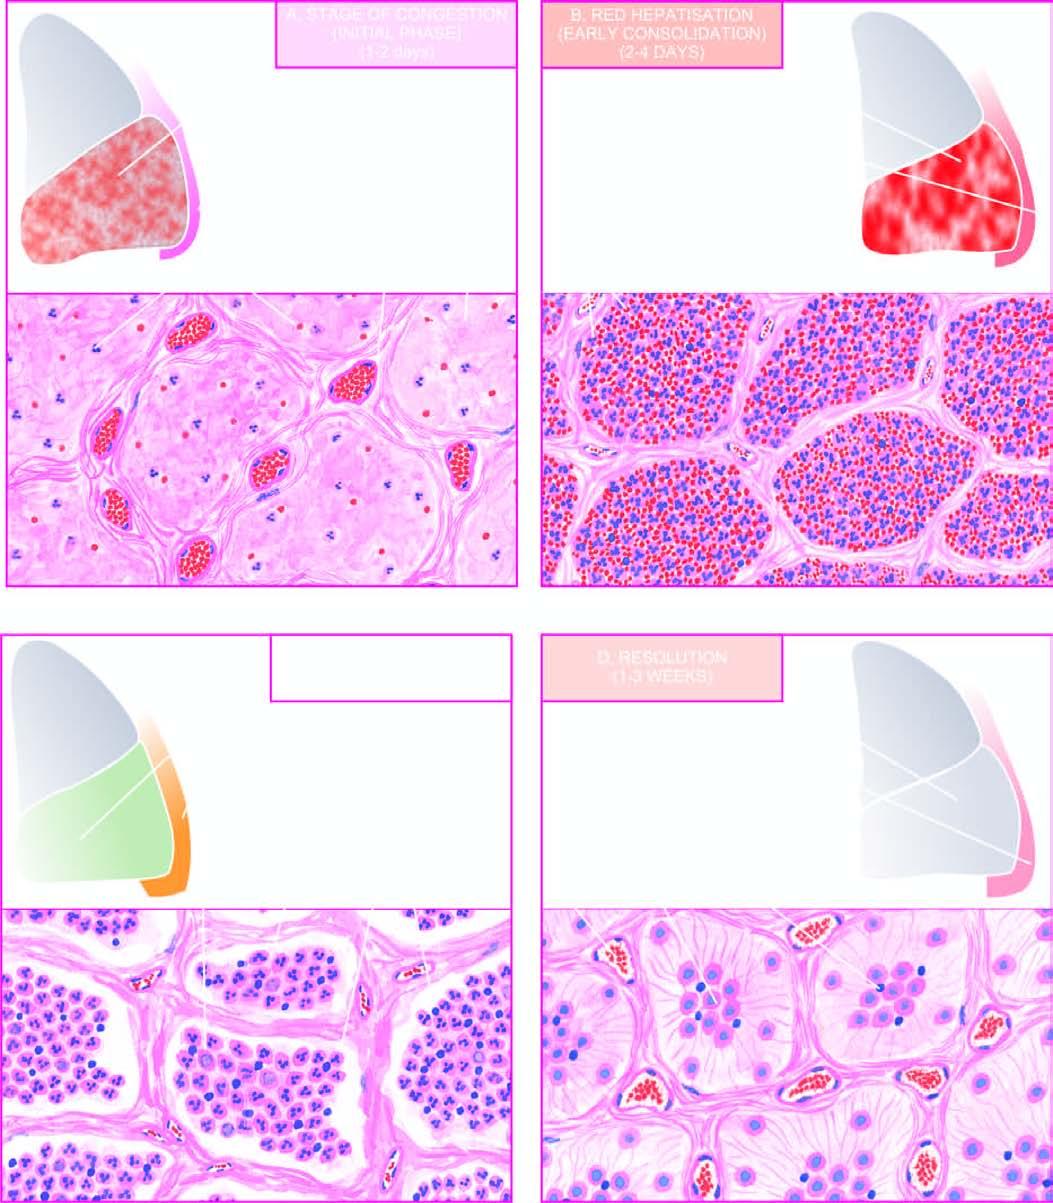 A, STAGE OF CONGESTION
(INITIAL PHASE)
(1-2 days)
B, RED HEPATISATION
(EARLY CONSOLIDATION)
(2-4 DAYS)
D, RESOLUTION
(1-3 WEEKS)